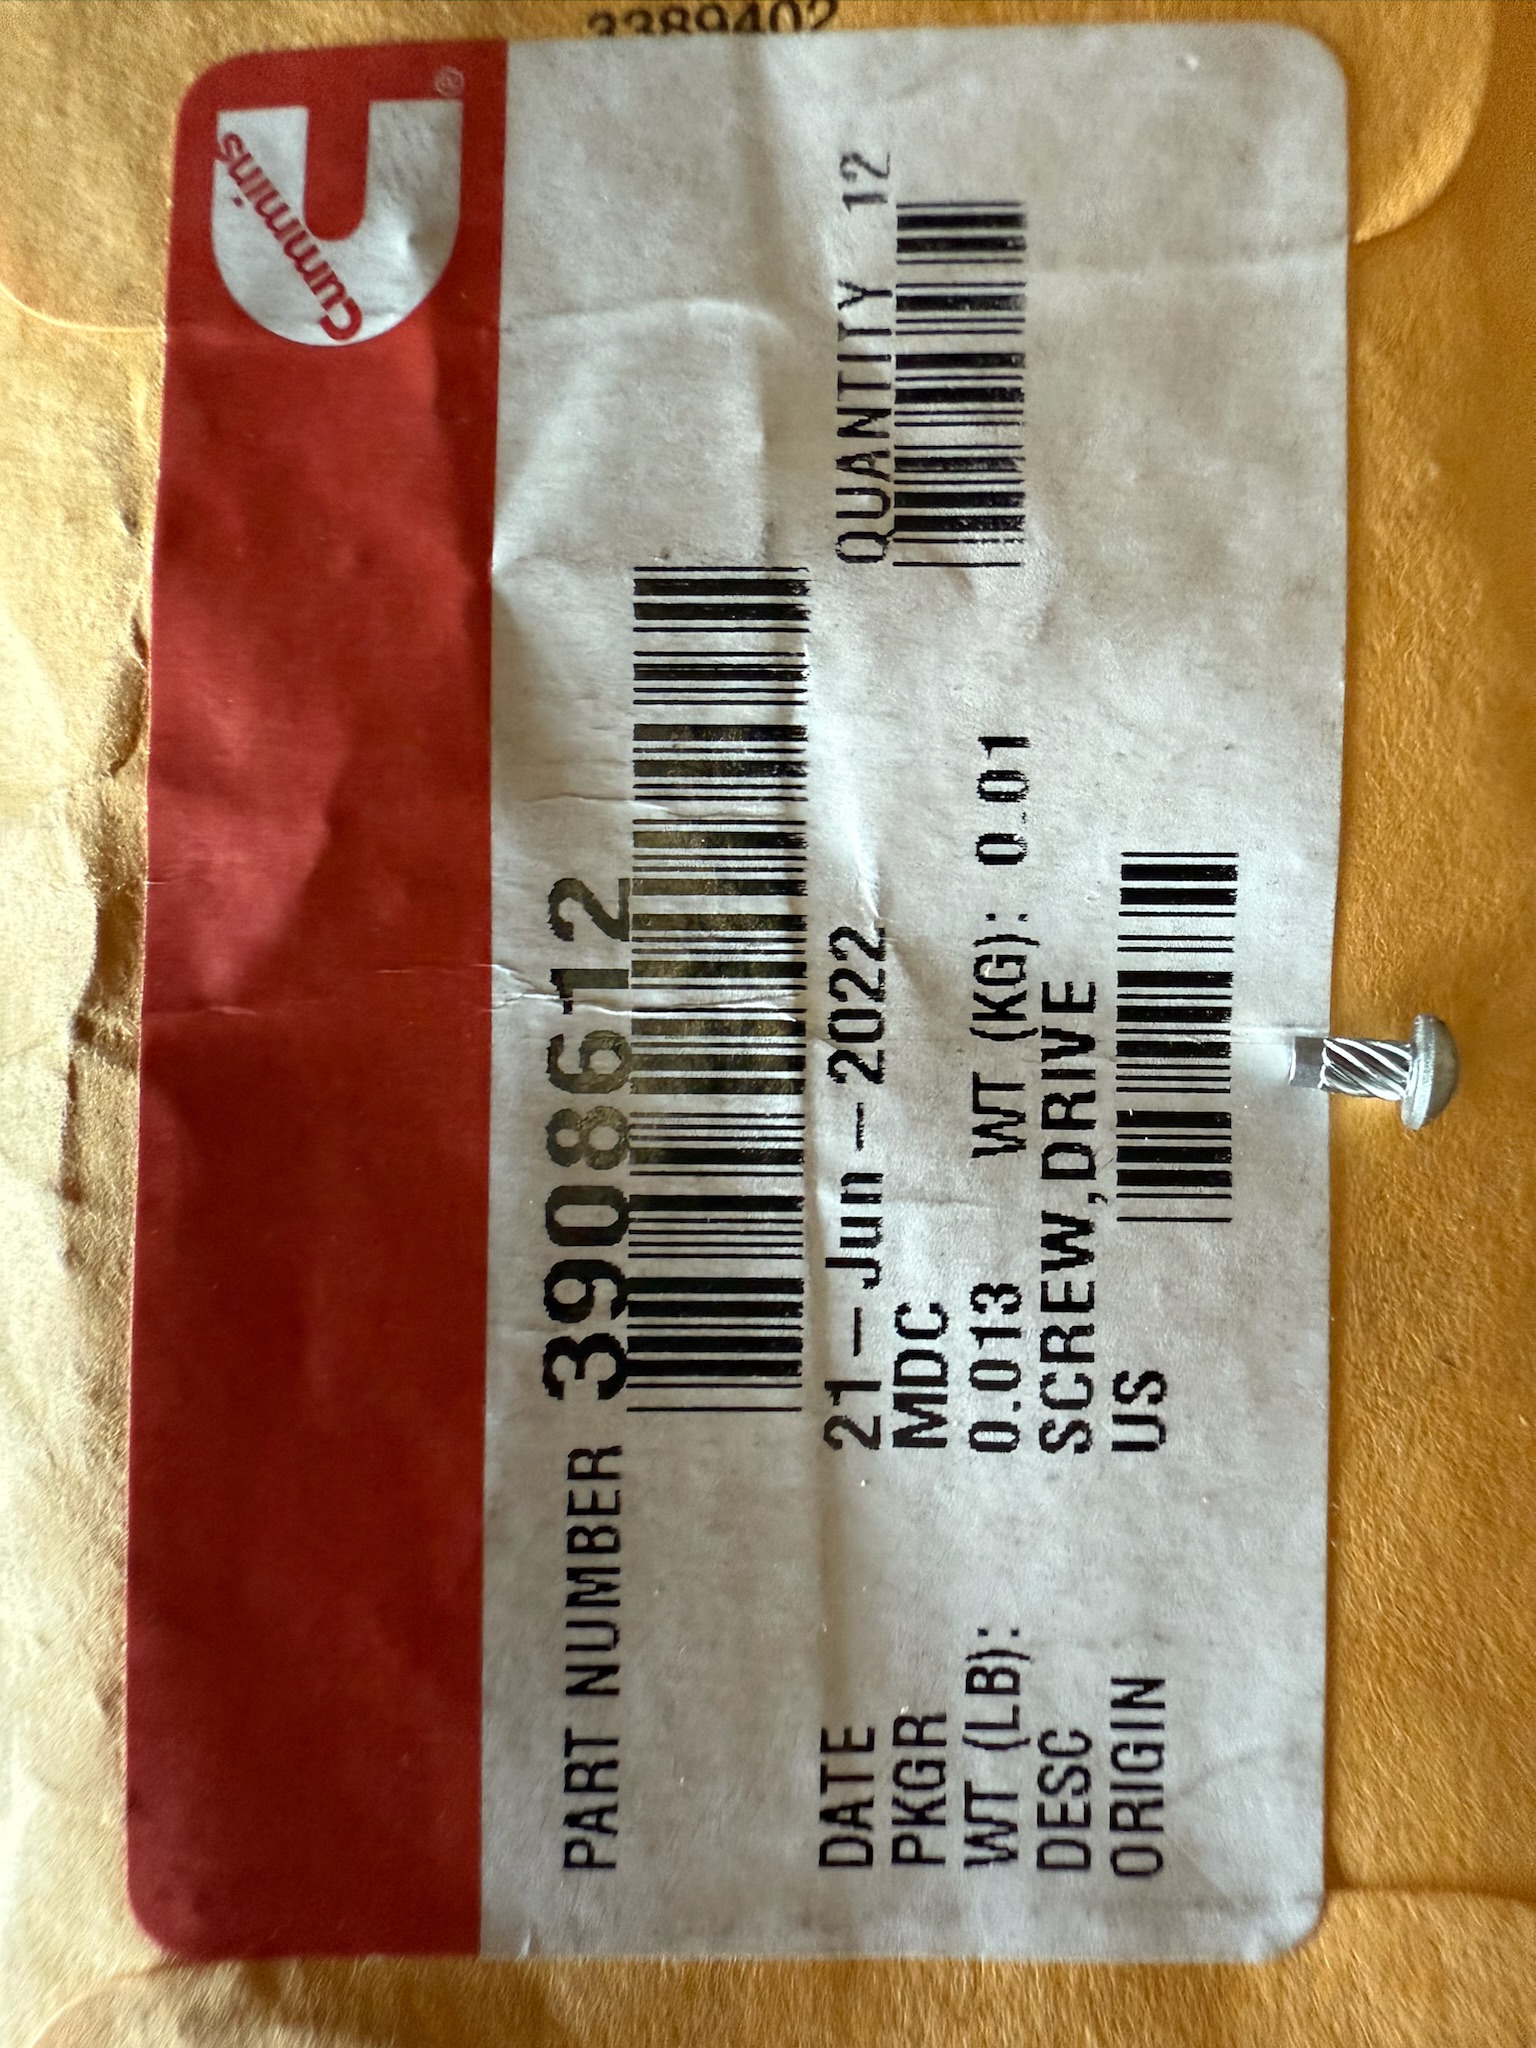 3389402
Cummins®
PART NUMBER 3908612
DATE 21-Jun-2022 QUANTITY 12
PKGR MDC
WT (LB): 0.013 WT (KG): 0.01
DESC SCREW,DRIVE
ORIGIN US